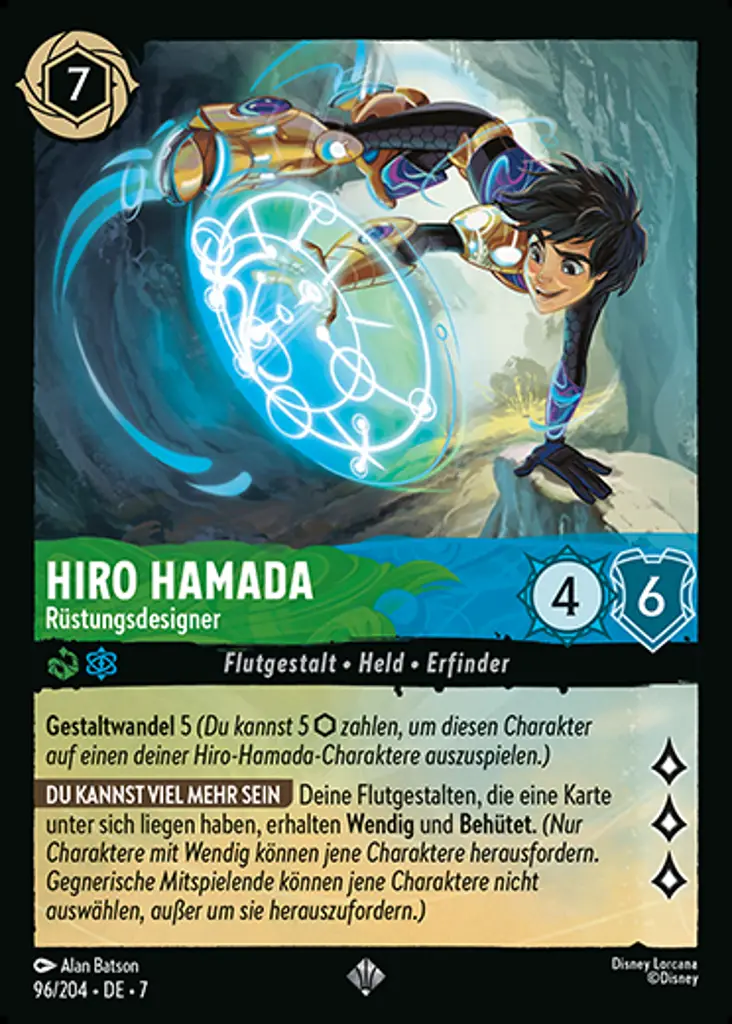 7
HIRO HAMADA
Rüstungsdesigner
4
6
Flutgestalt • Held • Erfinder
Gestaltwandel 5 (Du kannst 5 ⬡ zahlen, um diesen Charakter
auf einen deiner Hiro-Hamada-Charaktere auszuspielen.)
DU KANNST VIEL MEHR SEIN Deine Flutgestalten, die eine Karte
unter sich liegen haben, erhalten Wendig und Behütet. (Nur
Charaktere mit Wendig können jene Charaktere herausfordern.
Gegnerische Mitspielende können jene Charaktere nicht
auswählen, außer um sie herauszufordern.)
Alan Batson
96/204 • DE • 7
Disney Lorcana
©Disney